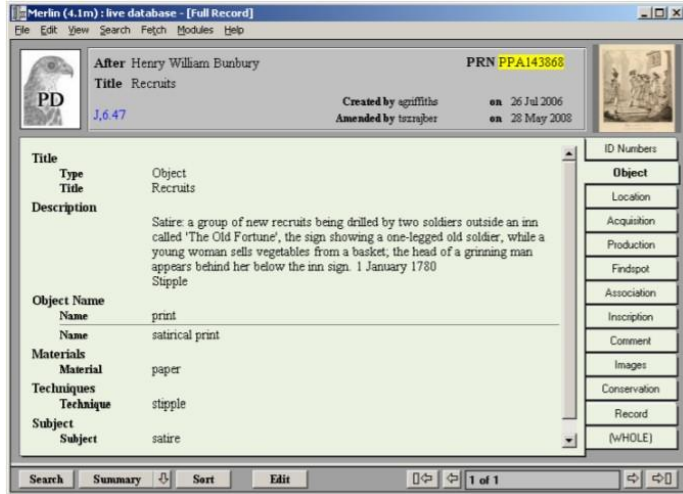 Merlin (4.1m) : live database - [Full Record]
File Edit View Search Fetch Modules Help
PD
After Henry William Bunbury
PRN PPA143868
Title Recruits
J,6.47
Created by agriffiths on 26 Jul 2006
Amended by tszrajber on 28 May 2008
Title
Type Object
Title Recruits
Description
Satire: a group of new recruits being drilled by two soldiers outside an inn
called 'The Old Fortune', the sign showing a one-legged old soldier, while a
young woman sells vegetables from a basket; the head of a grinning man
appears behind her below the inn sign. 1 January 1780
Stipple
Object Name
Name print
Name satirical print
Materials
Material paper
Techniques
Technique stipple
Subject
Subject satire
ID Numbers
Object
Location
Acquisition
Production
Findspot
Association
Inscription
Comment
Images
Conservation
Record
(WHOLE)
Search Summary Sort Edit 1 of 1